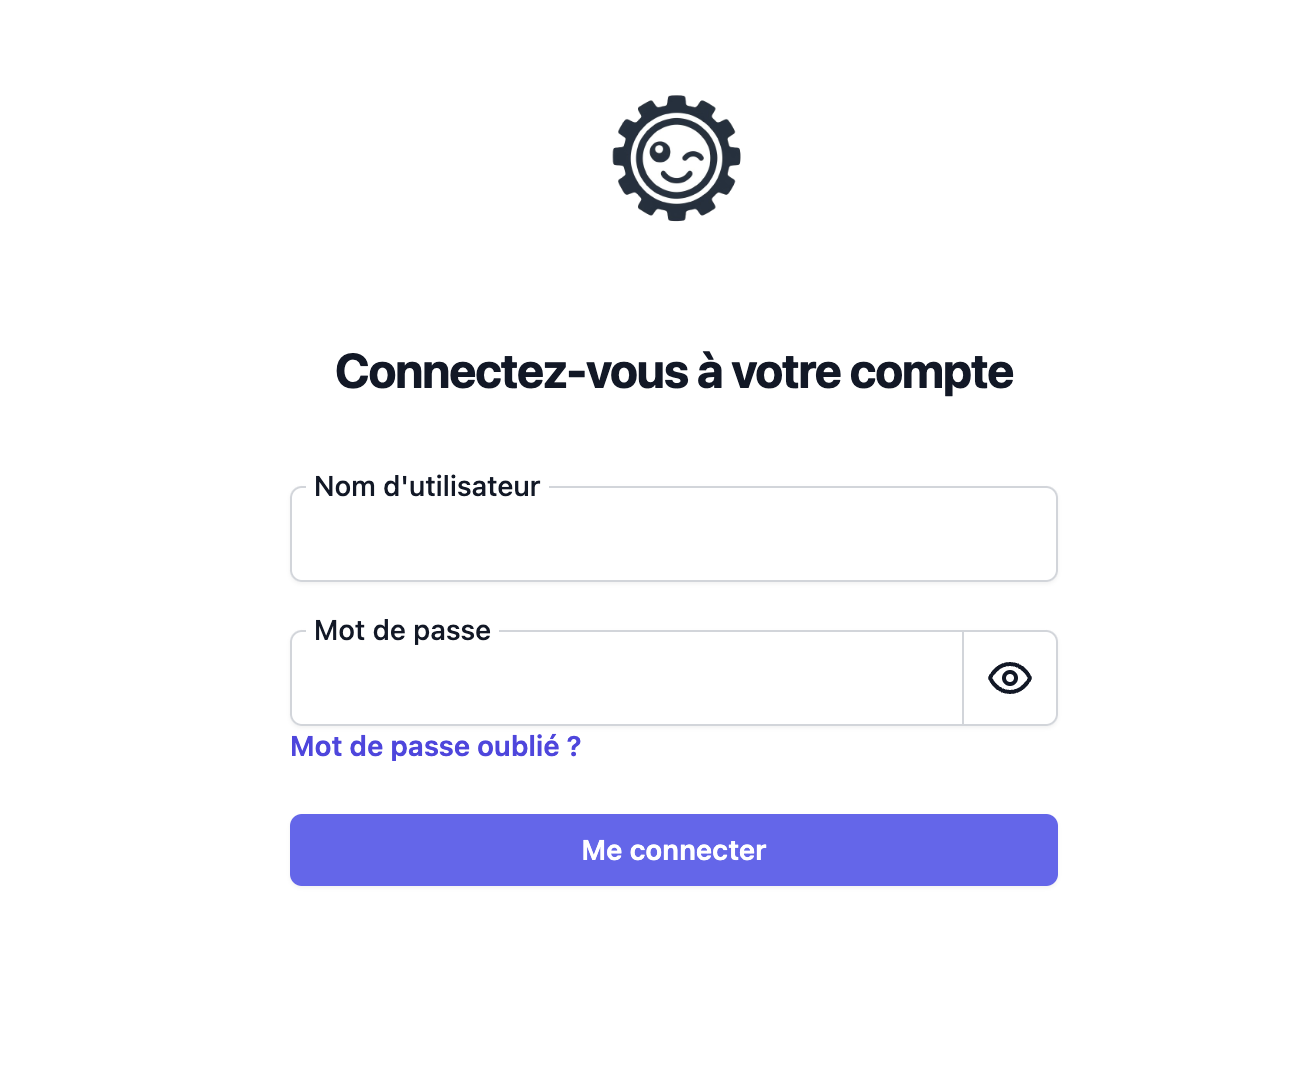 Connectez-vous à votre compte
Nom d'utilisateur
Mot de passe
Mot de passe oublié ?
Me connecter